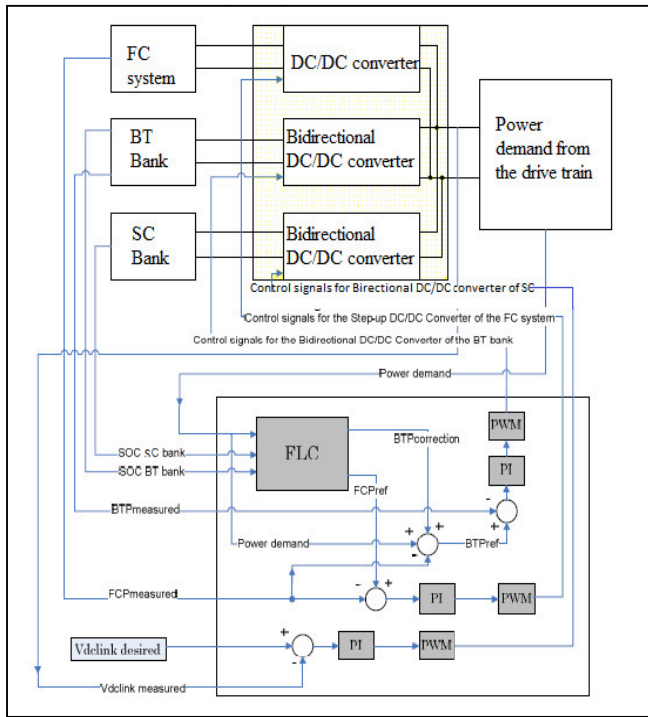 FC
system
DC/DC converter
BT
Bank
Bidirectional
DC/DC converter
Power
demand from
the drive train
SC
Bank
Bidirectional
DC/DC converter
Control signals for Birectional DC/DC converter of SC
Control signals for the Step-up DC/DC Converter of the FC system
Control signals for the Bidirectional DC/DC Converter of the BT bank
Power demand
FLC
BTPcorrection
PWM
SOC SC bank
SOC BT bank
PI
FCPref
BTPmeasured
-
+
+
Power demand
+
-
BTPref
FCPmeasured
-
+
PI
PWM
Vdclink desired
+
-
PI
PWM
Vdclink measured